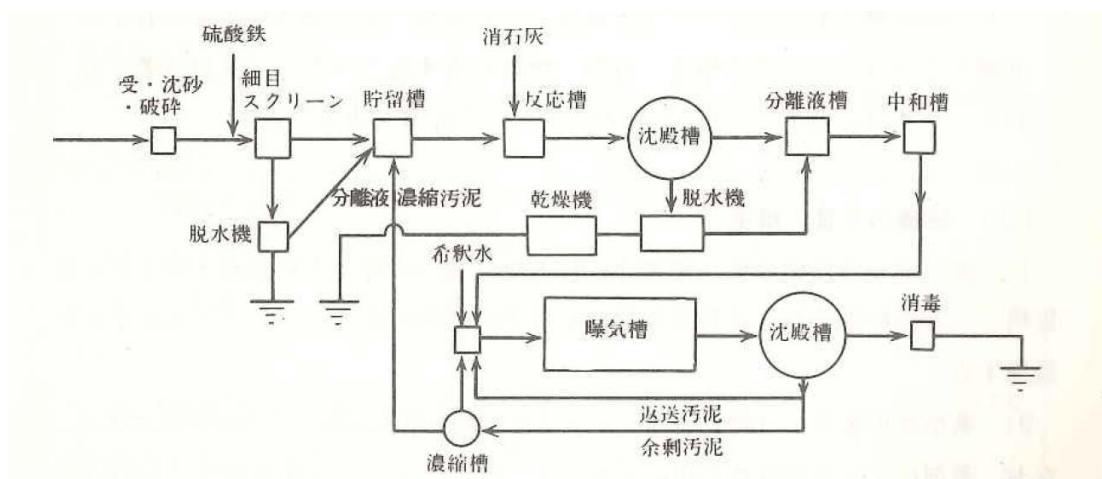 硫酸鉄
消石灰
受・沈砂
・破砕
細目
スクリーン
貯留槽
反応槽
沈殿槽
分離液槽
中和槽
分離液
濃縮汚泥
乾燥機
脱水機
脱水機
希釈水
曝気槽
沈殿槽
消毒
返送汚泥
余剰汚泥
濃縮槽